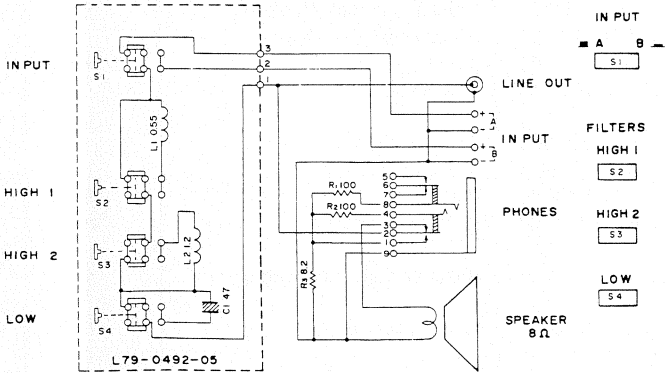 IN PUT
S1
3
2
1
L1 0.55
HIGH 1
S2
HIGH 2
S3
L2 1.2
C1 47
LOW
S4
L79-0492-05
LINE OUT
+
-
A
IN PUT
+
-
B
R1 100
R2 100
R3 8.2
5
6
7
8
4
3
2
1
9
PHONES
SPEAKER
8Ω
IN PUT
A B
S1
FILTERS
HIGH 1
S2
HIGH 2
S3
LOW
S4